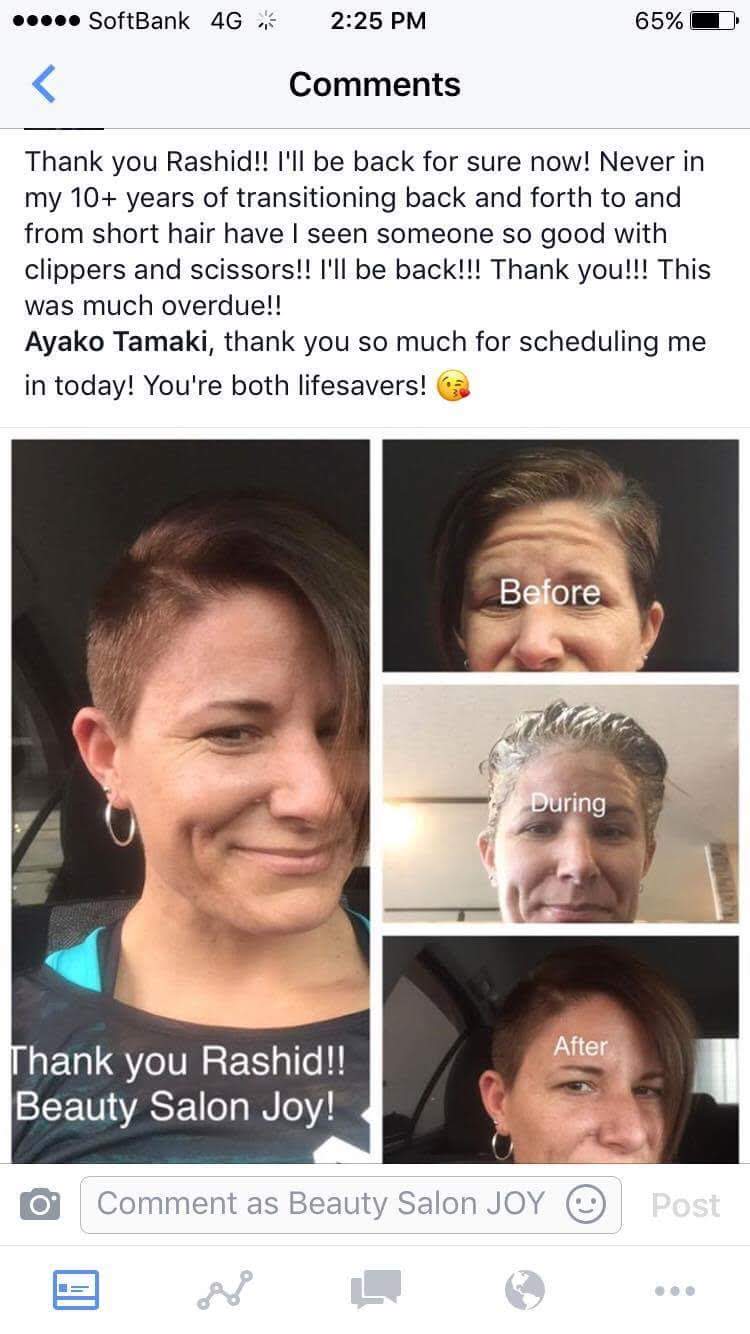 SoftBank 4G 2:25 PM 65%
Comments
Thank you Rashid!! I'll be back for sure now! Never in
my 10+ years of transitioning back and forth to and
from short hair have I seen someone so good with
clippers and scissors!! I'll be back!!! Thank you!!! This
was much overdue!!
Ayako Tamaki, thank you so much for scheduling me
in today! You're both lifesavers! 😘
Before
During
After
Thank you Rashid!!
Beauty Salon Joy!
Comment as Beauty Salon JOY
Post